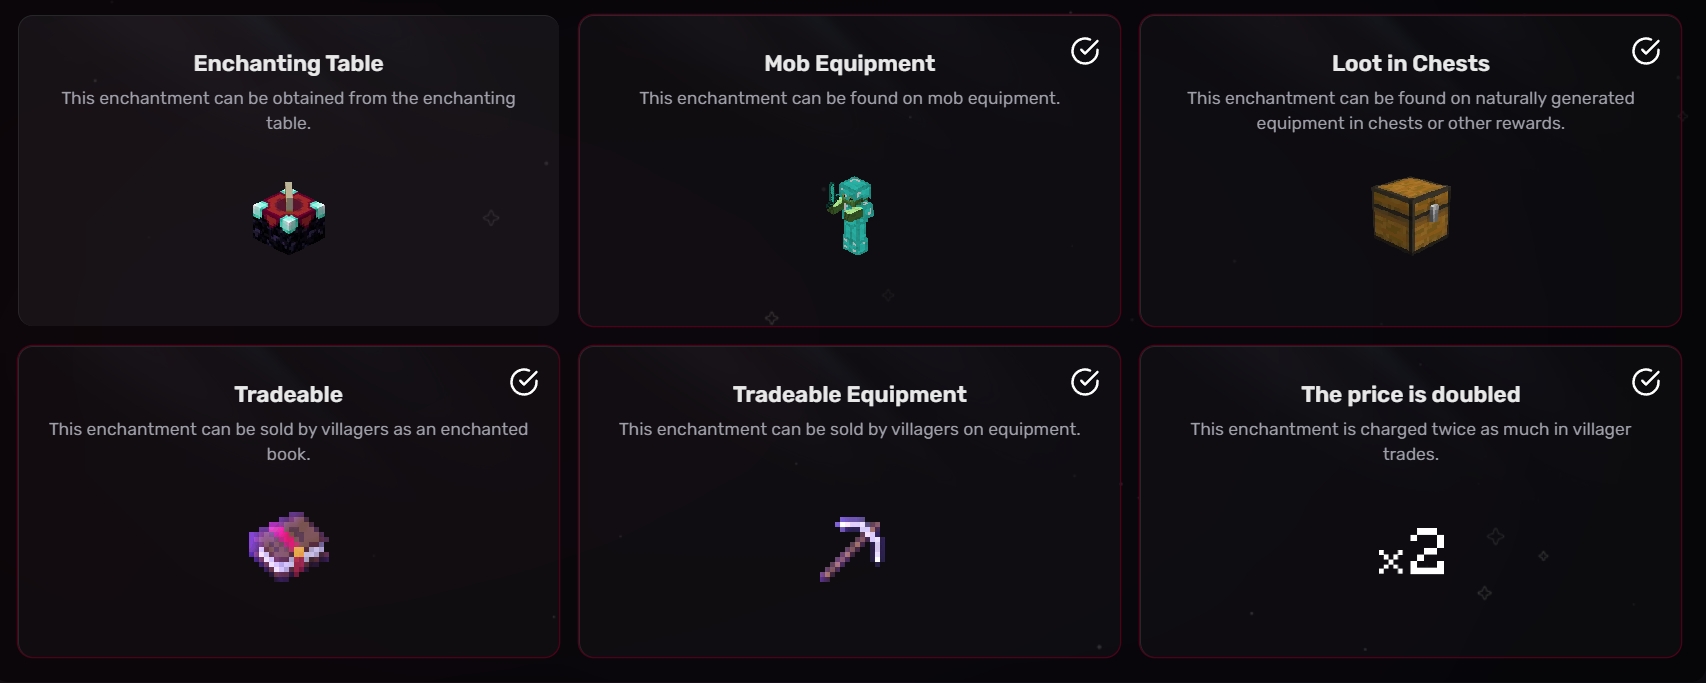 Enchanting Table
This enchantment can be obtained from the enchanting
table.
Mob Equipment
This enchantment can be found on mob equipment.
Loot in Chests
This enchantment can be found on naturally generated
equipment in chests or other rewards.
Tradeable
This enchantment can be sold by villagers as an enchanted
book.
Tradeable Equipment
This enchantment can be sold by villagers on equipment.
The price is doubled
This enchantment is charged twice as much in villager
trades.
x2